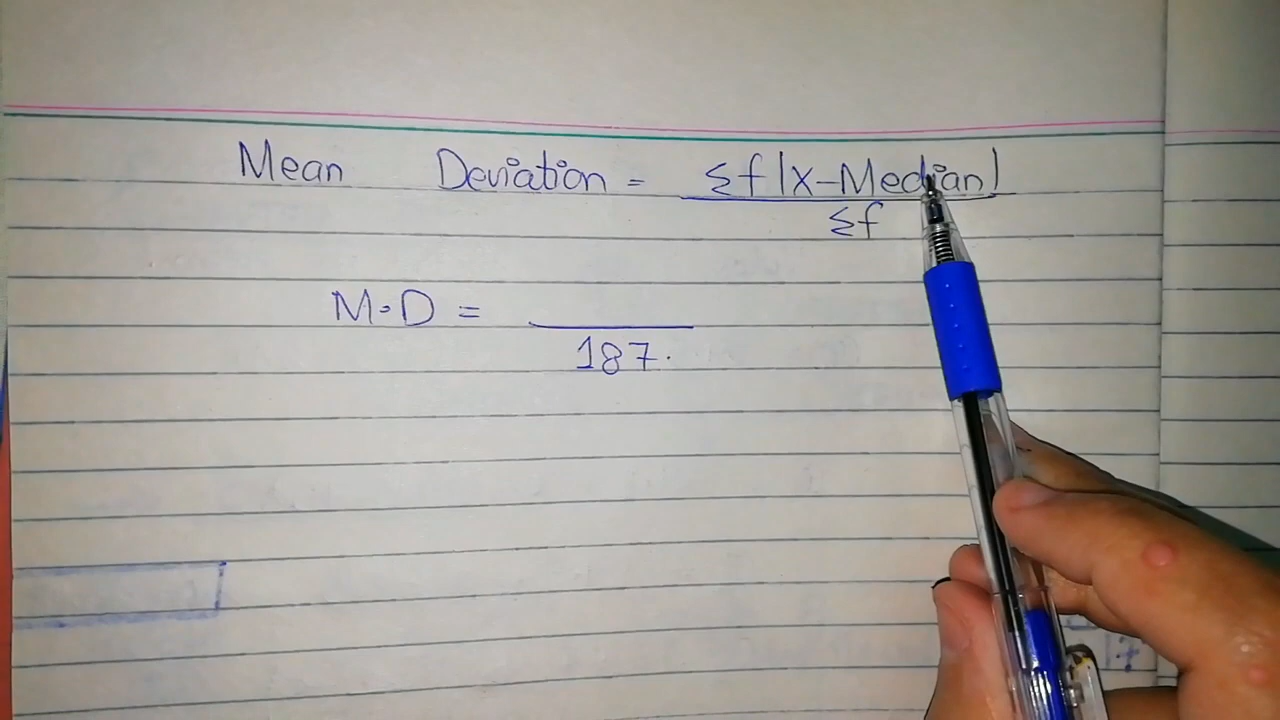 Mean Deviation = Σf|X-Median|
Σf
M.D =
187.